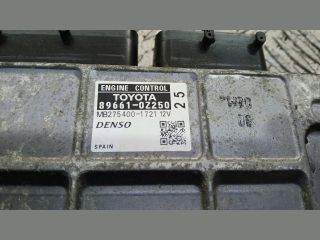 ENGINE CONTROL
TOYOTA
89661-0Z250
25
MB275400-1721 12V
DENSO
SPAIN